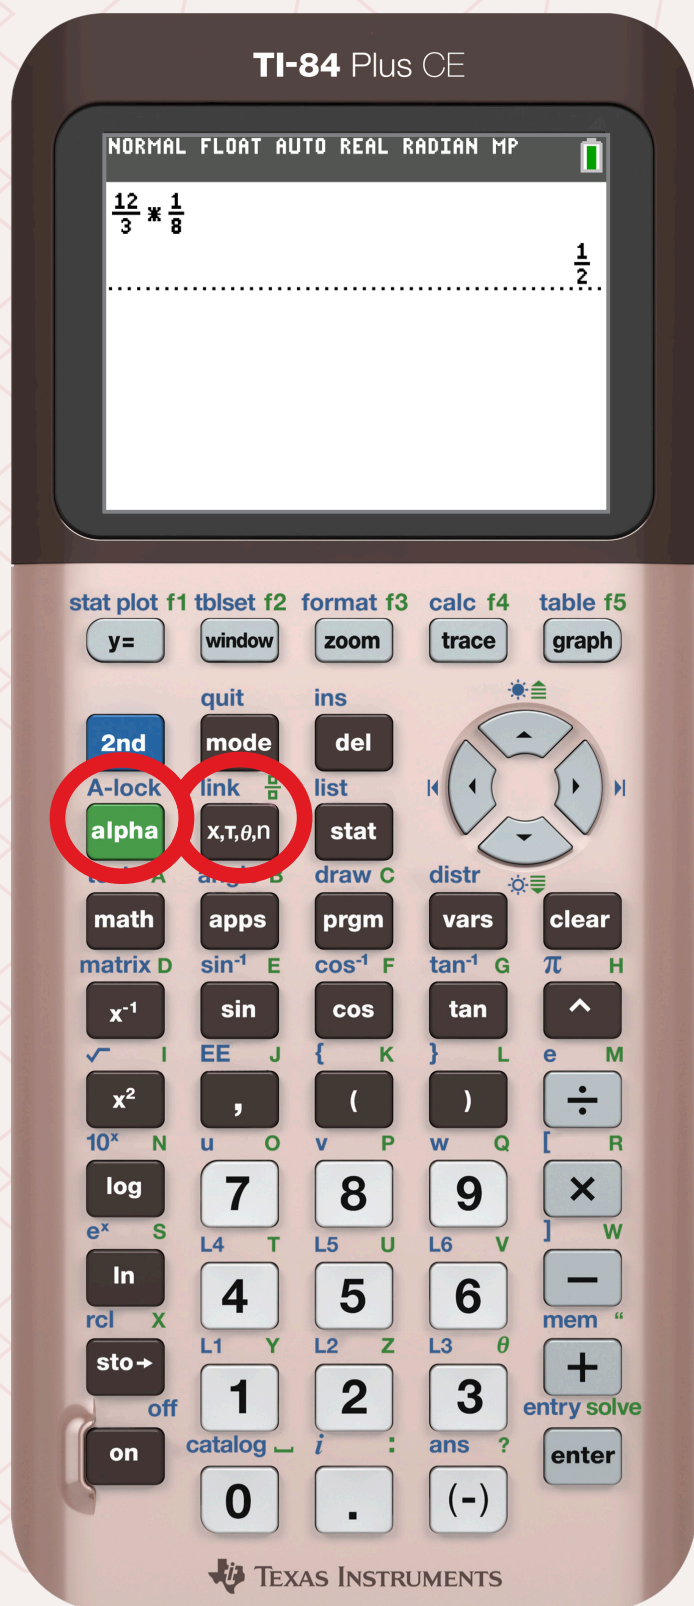 TI-84 Plus CE
NORMAL FLOAT AUTO REAL RADIAN MP
12/3 * 1/8
1/2
stat plot f1 tblset f2 format f3 calc f4 table f5
y= window zoom trace graph
quit ins
2nd mode del
A-lock link list
alpha X,T,θ,n stat
A B draw C distr
math apps prgm vars clear
matrix D sin⁻¹ E cos⁻¹ F tan⁻¹ G π H
x⁻¹ sin cos tan ^
√ I EE J { K } L e M
x² , ( ) ÷
10ˣ N u O v P w Q [ R
log 7 8 9 ×
eˣ S L4 T L5 U L6 V ] W
ln 4 5 6 −
rcl X L1 Y L2 Z L3 θ mem “
sto→ 1 2 3 +
off catalog ⎵ i : ans ? entry solve
on 0 . (-) enter
TEXAS INSTRUMENTS